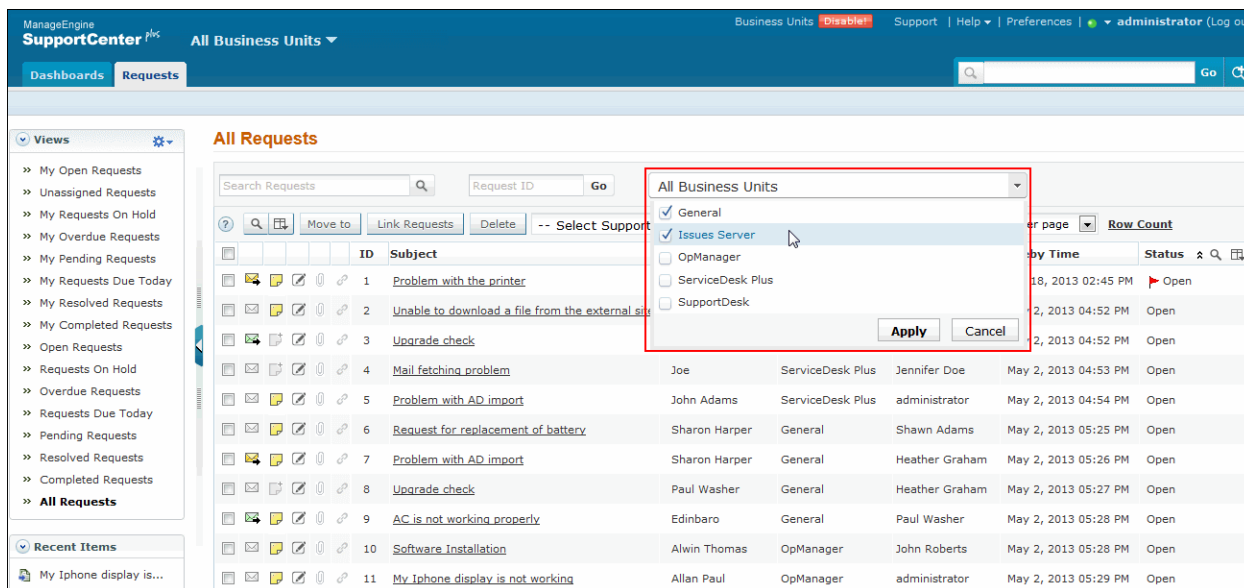 ManageEngine
SupportCenter plus
All Business Units
Business Units Disable! Support | Help | Preferences | administrator (Log ou
Dashboards Requests
Go
Views
All Requests
My Open Requests
Unassigned Requests
My Requests On Hold
My Overdue Requests
My Pending Requests
My Requests Due Today
My Resolved Requests
My Completed Requests
Open Requests
Requests On Hold
Overdue Requests
Requests Due Today
Pending Requests
Resolved Requests
Completed Requests
All Requests
Recent Items
My Iphone display is...
Search Requests Request ID Go
All Business Units
General
Issues Server
OpManager
ServiceDesk Plus
SupportDesk
Apply Cancel
Move to Link Requests Delete -- Select Support er page Row Count
ID Subject by Time Status
1 Problem with the printer 18, 2013 02:45 PM Open
2 Unable to download a file from the external site 2, 2013 04:52 PM Open
3 Upgrade check 2, 2013 04:52 PM Open
4 Mail fetching problem Joe ServiceDesk Plus Jennifer Doe May 2, 2013 04:53 PM Open
5 Problem with AD import John Adams ServiceDesk Plus administrator May 2, 2013 04:54 PM Open
6 Request for replacement of battery Sharon Harper General Shawn Adams May 2, 2013 05:25 PM Open
7 Problem with AD import Sharon Harper General Heather Graham May 2, 2013 05:26 PM Open
8 Upgrade check Paul Washer General Heather Graham May 2, 2013 05:27 PM Open
9 AC is not working properly Edinbaro General Paul Washer May 2, 2013 05:28 PM Open
10 Software Installation Alwin Thomas OpManager John Roberts May 2, 2013 05:28 PM Open
11 My Iphone display is not working Allan Paul OpManager administrator May 2, 2013 05:29 PM Open